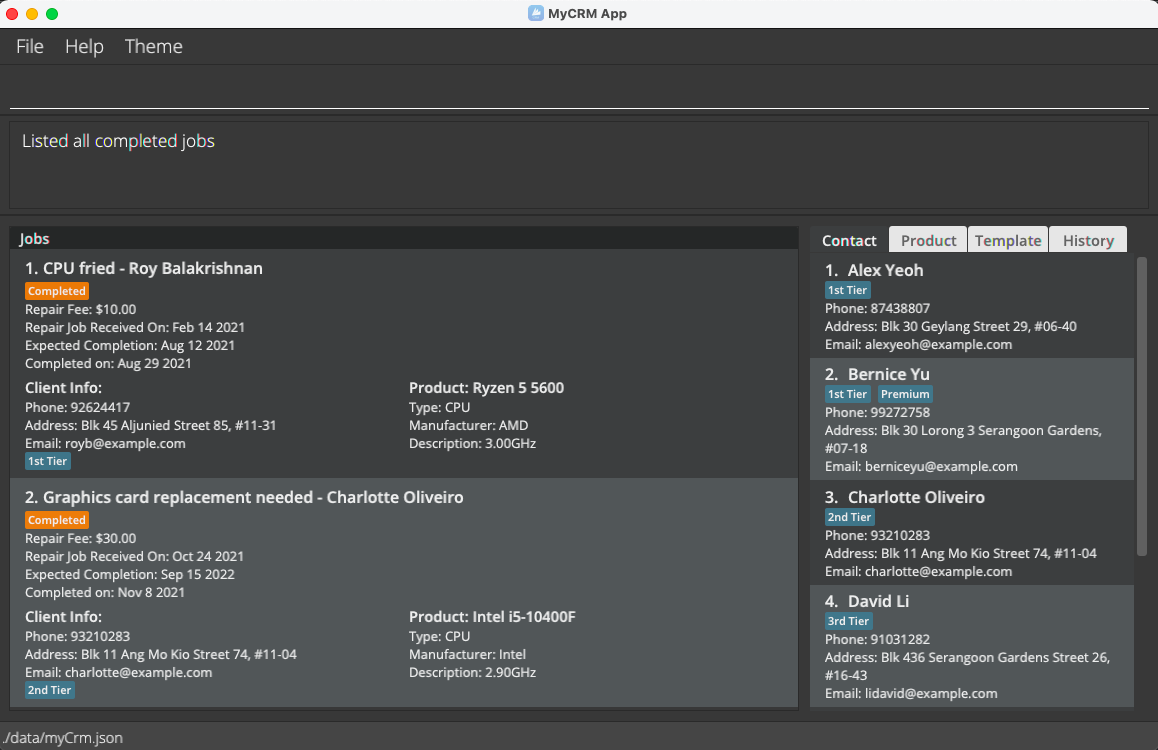 MyCRM App
File Help Theme
Listed all completed jobs
Jobs
1. CPU fried - Roy Balakrishnan
Completed
Repair Fee: $10.00
Repair Job Received On: Feb 14 2021
Expected Completion: Aug 12 2021
Completed on: Aug 29 2021
Client Info:
Phone: 92624417
Address: Blk 45 Aljunied Street 85, #11-31
Email: royb@example.com
1st Tier
Product: Ryzen 5 5600
Type: CPU
Manufacturer: AMD
Description: 3.00GHz
2. Graphics card replacement needed - Charlotte Oliveiro
Completed
Repair Fee: $30.00
Repair Job Received On: Oct 24 2021
Expected Completion: Sep 15 2022
Completed on: Nov 8 2021
Client Info:
Phone: 93210283
Address: Blk 11 Ang Mo Kio Street 74, #11-04
Email: charlotte@example.com
2nd Tier
Product: Intel i5-10400F
Type: CPU
Manufacturer: Intel
Description: 2.90GHz
Contact Product Template History
1. Alex Yeoh
1st Tier
Phone: 87438807
Address: Blk 30 Geylang Street 29, #06-40
Email: alexyeoh@example.com
2. Bernice Yu
1st Tier Premium
Phone: 99272758
Address: Blk 30 Lorong 3 Serangoon Gardens,
#07-18
Email: berniceyu@example.com
3. Charlotte Oliveiro
2nd Tier
Phone: 93210283
Address: Blk 11 Ang Mo Kio Street 74, #11-04
Email: charlotte@example.com
4. David Li
3rd Tier
Phone: 91031282
Address: Blk 436 Serangoon Gardens Street 26,
#16-43
Email: lidavid@example.com
./data/myCrm.json